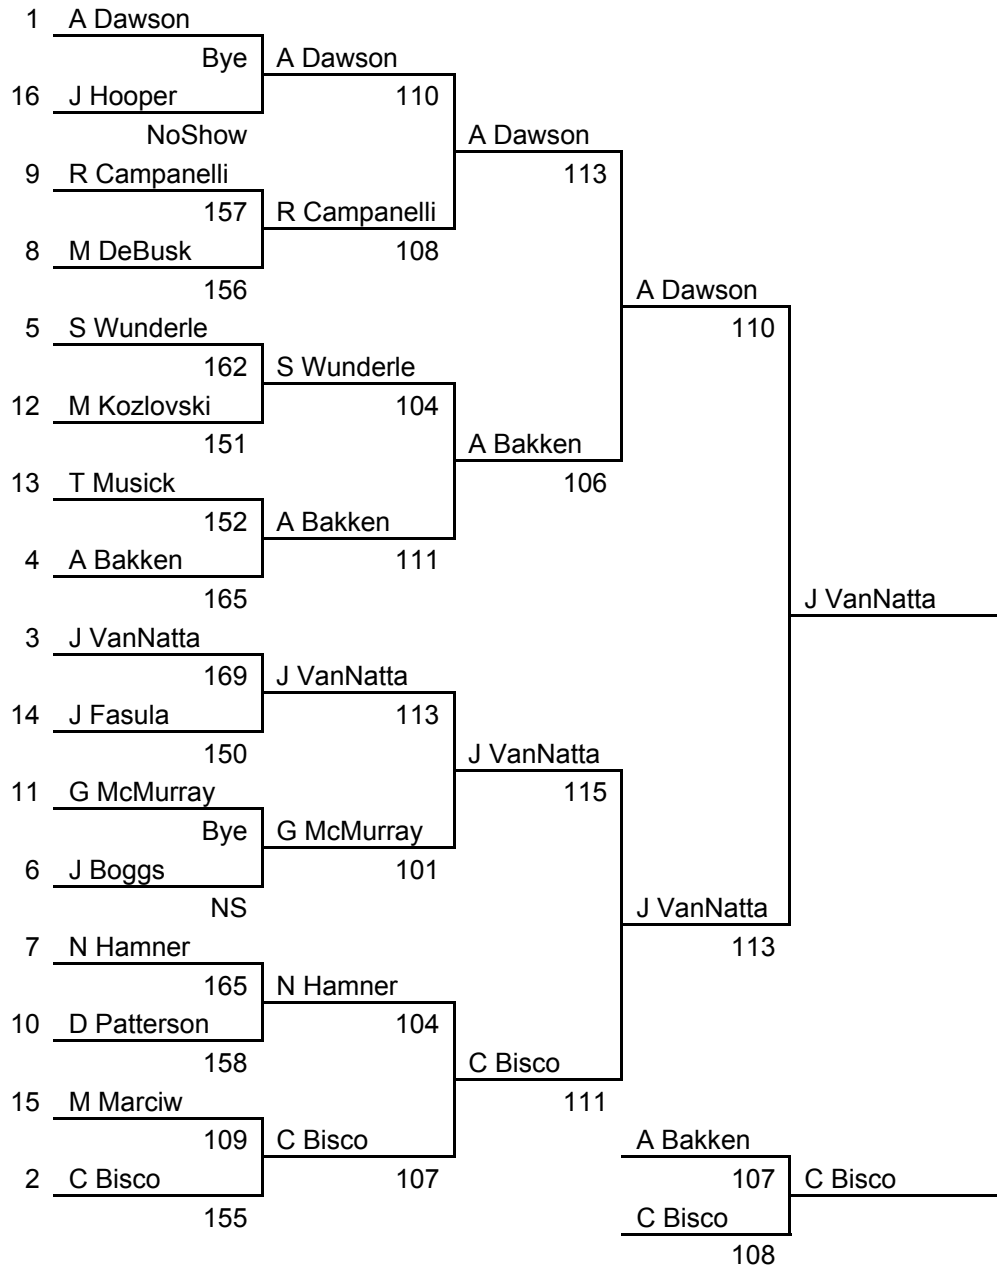 1 A Dawson
Bye A Dawson
16 J Hooper 110
NoShow A Dawson
9 R Campanelli 113
157 R Campanelli
8 M DeBusk 108
156 A Dawson
5 S Wunderle 110
162 S Wunderle
12 M Kozlovski 104
151 A Bakken
13 T Musick 106
152 A Bakken
4 A Bakken 111
165 J VanNatta
3 J VanNatta
169 J VanNatta
14 J Fasula 113
150 J VanNatta
11 G McMurray 115
Bye G McMurray
6 J Boggs 101
NS J VanNatta
7 N Hamner 113
165 N Hamner
10 D Patterson 104
158 C Bisco
15 M Marciw 111
109 C Bisco A Bakken
2 C Bisco 107 107 C Bisco
155 C Bisco
108